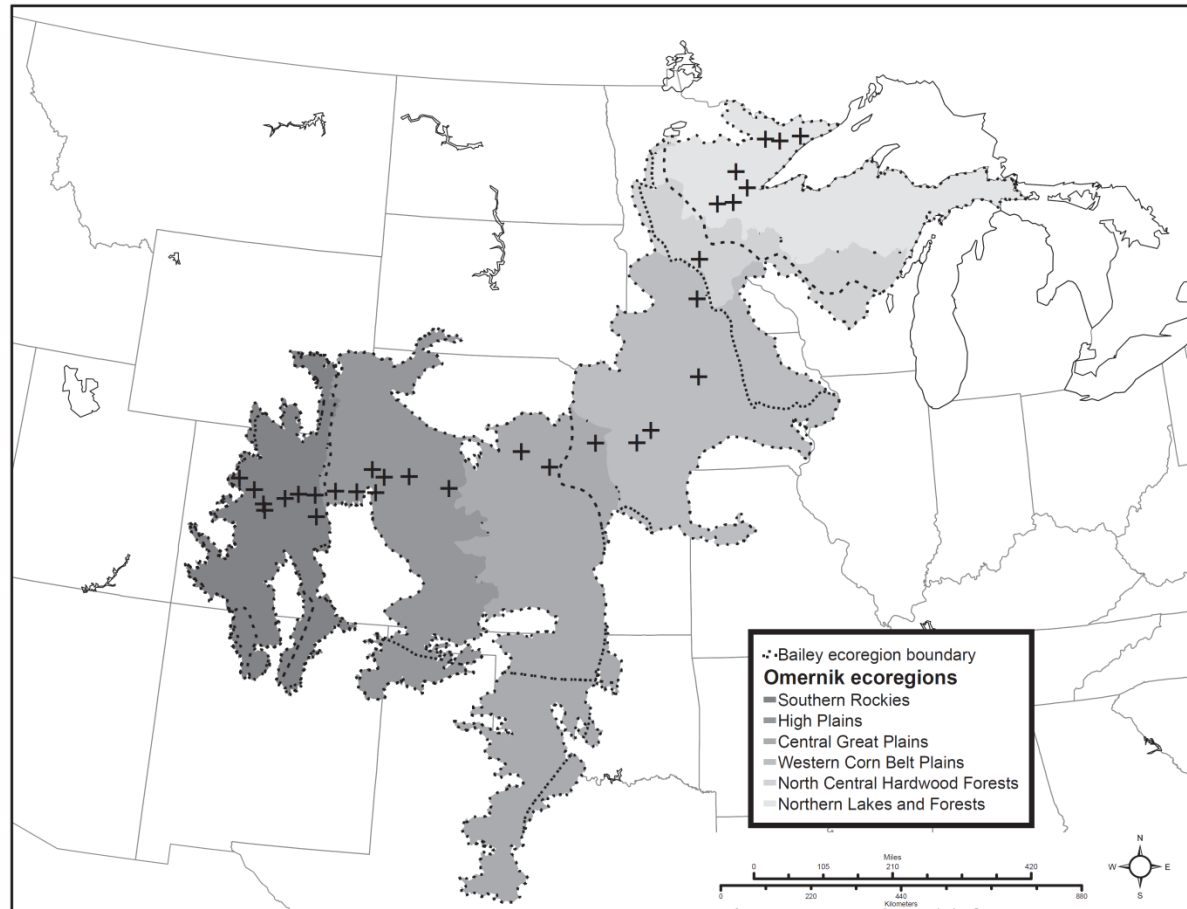 Bailey ecoregion boundary
Omernik ecoregions
Southern Rockies
High Plains
Central Great Plains
Western Corn Belt Plains
North Central Hardwood Forests
Northern Lakes and Forests
N
W E
S
Miles
0 105 210 420
0 220 440 880
Kilometers